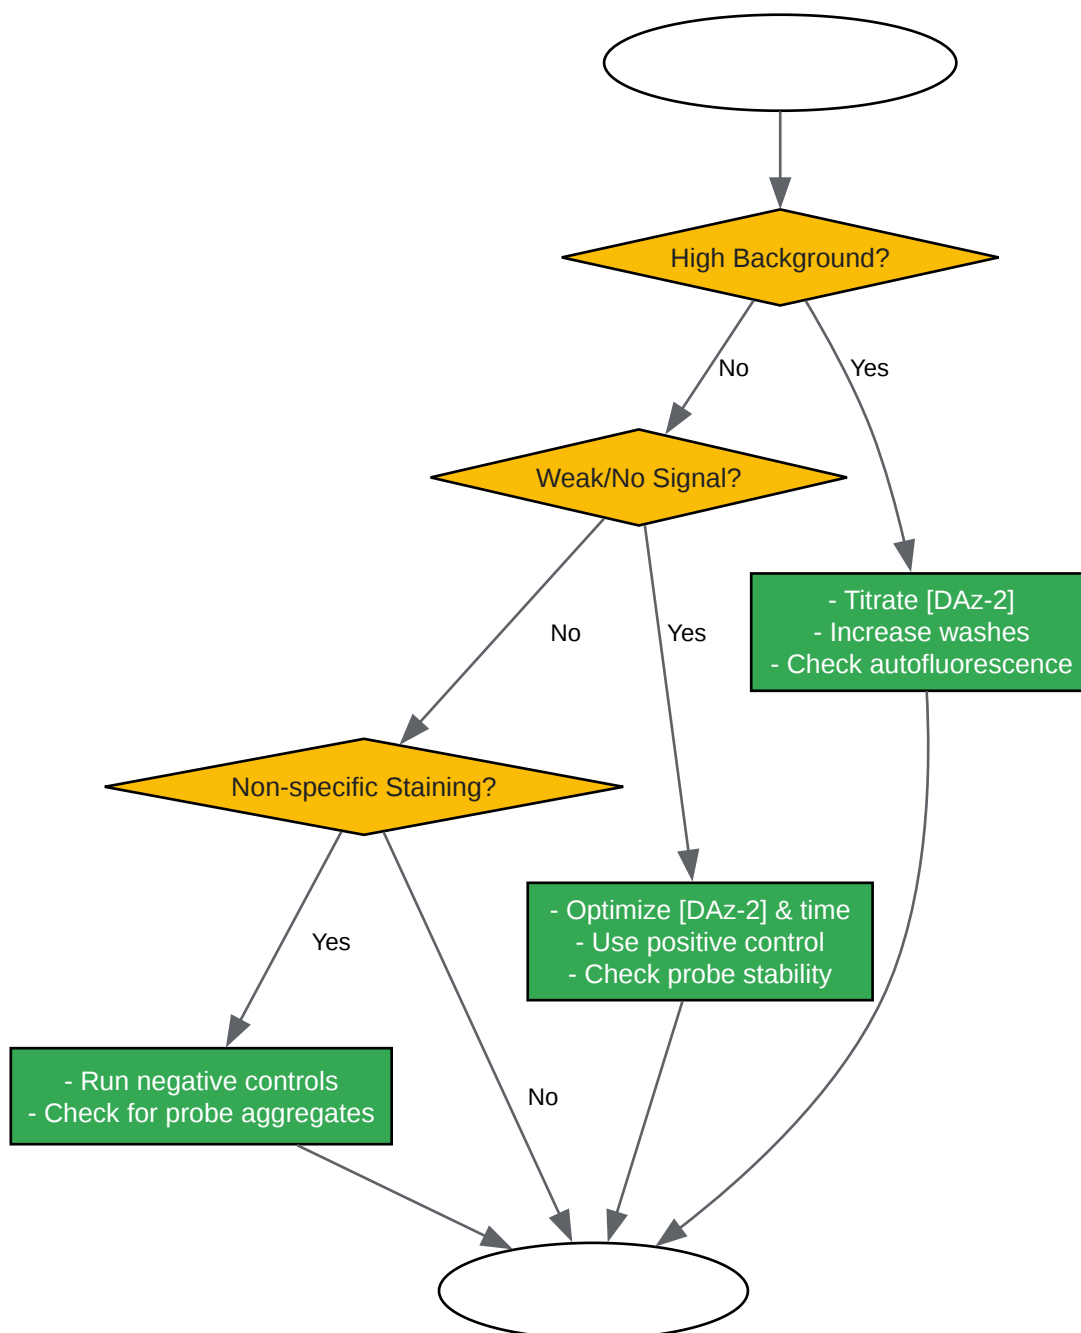 High Background?
No
Yes
Weak/No Signal?
- Titrate [DAz-2]
- Increase washes
- Check autofluorescence
No
Yes
Non-specific Staining?
- Optimize [DAz-2] & time
- Use positive control
- Check probe stability
Yes
- Run negative controls
- Check for probe aggregates
No